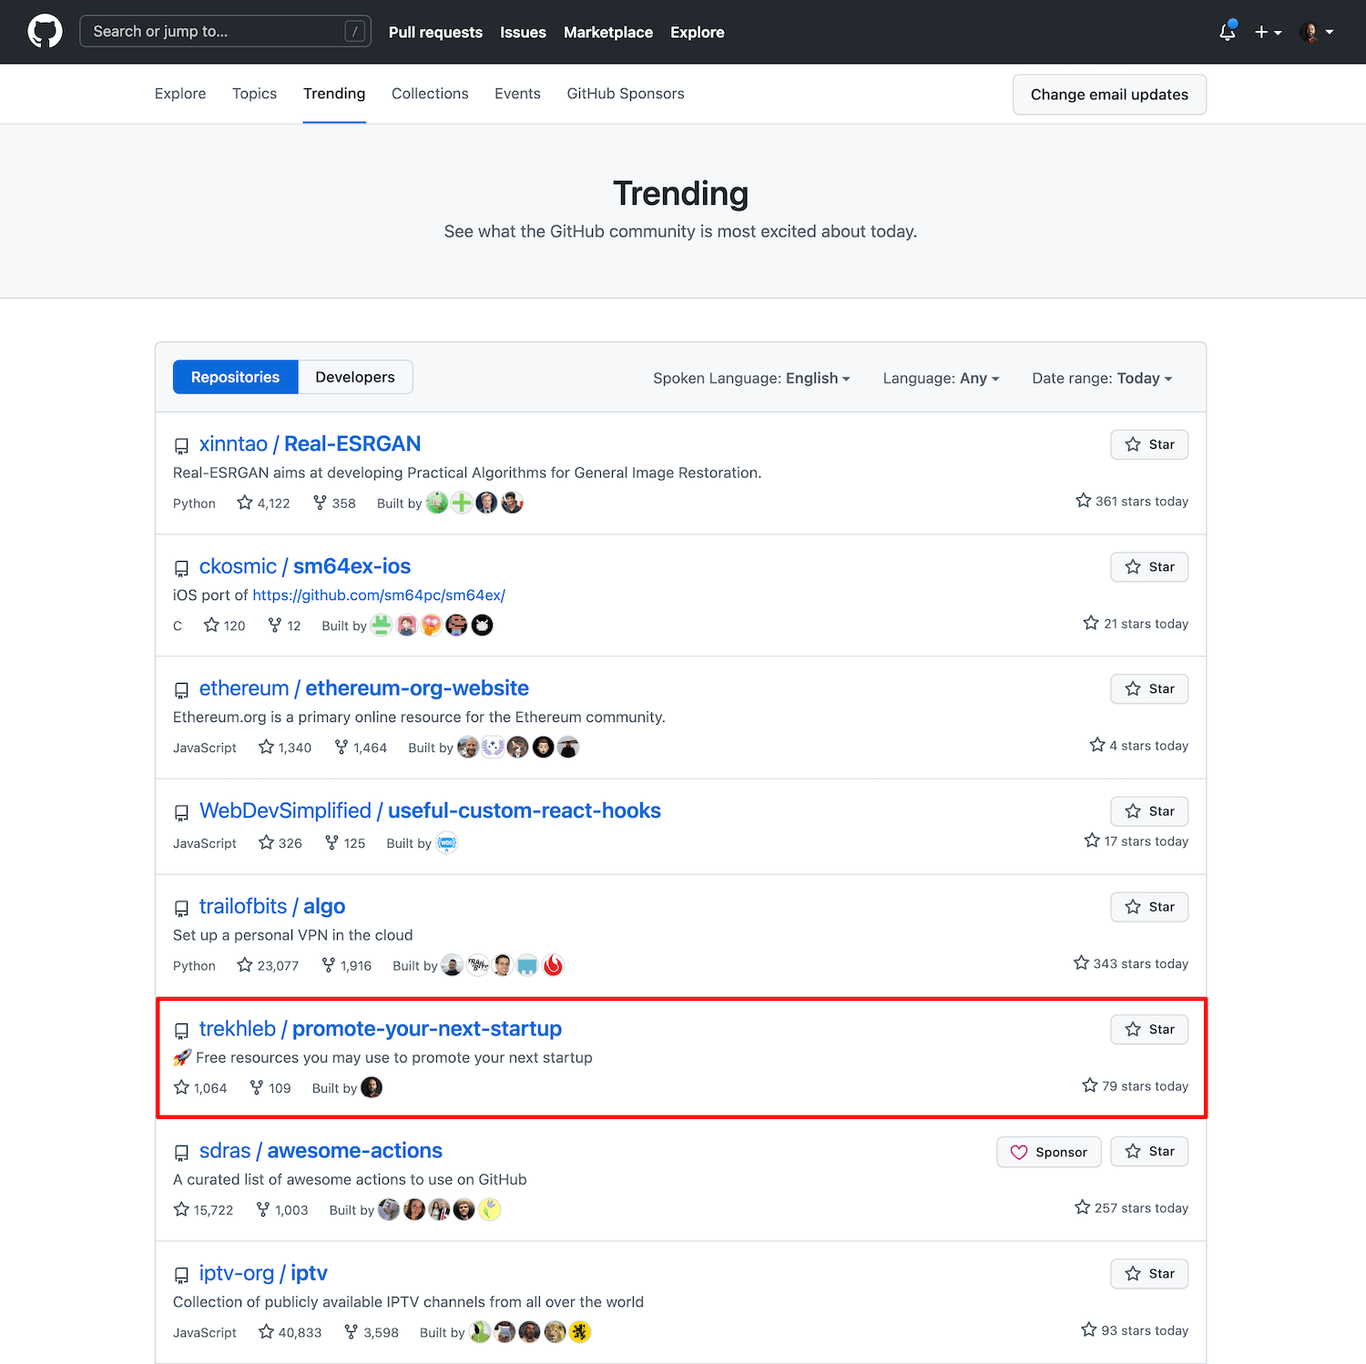 Search or jump to... / Pull requests Issues Marketplace Explore
Explore Topics Trending Collections Events GitHub Sponsors Change email updates
Trending
See what the GitHub community is most excited about today.
Repositories Developers Spoken Language: English Language: Any Date range: Today
xinntao / Real-ESRGAN Star
Real-ESRGAN aims at developing Practical Algorithms for General Image Restoration.
Python 4,122 358 Built by 361 stars today
ckosmic / sm64ex-ios Star
iOS port of https://github.com/sm64pc/sm64ex/
C 120 12 Built by 21 stars today
ethereum / ethereum-org-website Star
Ethereum.org is a primary online resource for the Ethereum community.
JavaScript 1,340 1,464 Built by 4 stars today
WebDevSimplified / useful-custom-react-hooks Star
JavaScript 326 125 Built by 17 stars today
trailofbits / algo Star
Set up a personal VPN in the cloud
Python 23,077 1,916 Built by 343 stars today
trekhleb / promote-your-next-startup Star
🚀 Free resources you may use to promote your next startup
1,064 109 Built by 79 stars today
sdras / awesome-actions Sponsor Star
A curated list of awesome actions to use on GitHub
15,722 1,003 Built by 257 stars today
iptv-org / iptv Star
Collection of publicly available IPTV channels from all over the world
JavaScript 40,833 3,598 Built by 93 stars today